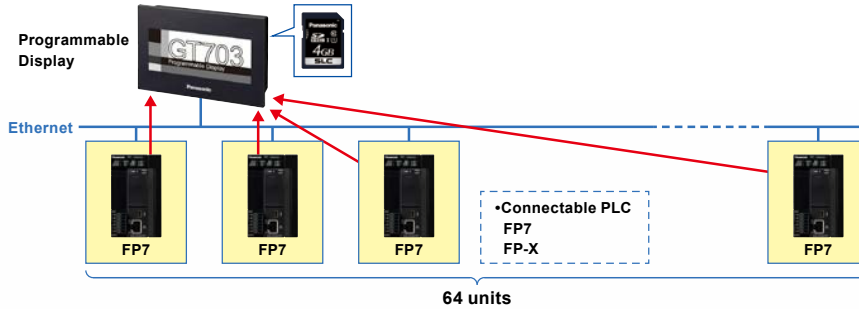 Programmable
Display
Panasonic
GT703
Programmable Display
Panasonic
4GB
SLC
Ethernet
FP7
FP7
FP7
•Connectable PLC
FP7
FP-X
FP7
64 units